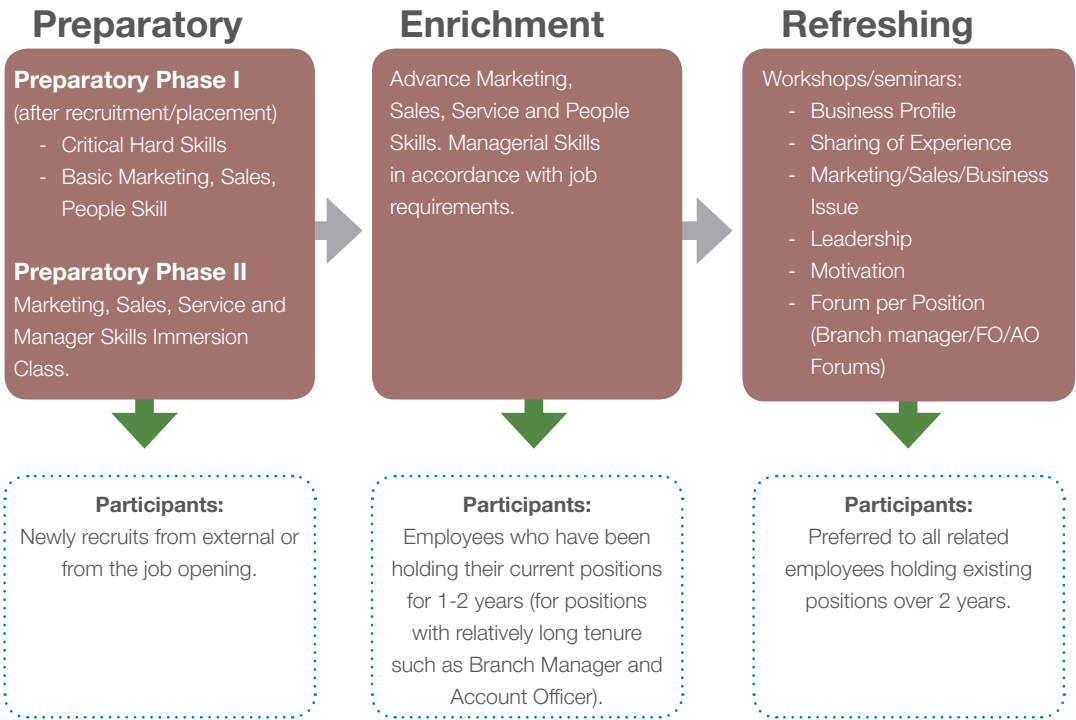 Preparatory
Preparatory Phase I
(after recruitment/placement)
- Critical Hard Skills
- Basic Marketing, Sales,
People Skill
Preparatory Phase II
Marketing, Sales, Service and
Manager Skills Immersion
Class.
Participants:
Newly recruits from external or
from the job opening.
Enrichment
Advance Marketing,
Sales, Service and People
Skills. Managerial Skills
in accordance with job
requirements.
Participants:
Employees who have been
holding their current positions
for 1-2 years (for positions
with relatively long tenure
such as Branch Manager and
Account Officer).
Refreshing
Workshops/seminars:
- Business Profile
- Sharing of Experience
- Marketing/Sales/Business
Issue
- Leadership
- Motivation
- Forum per Position
(Branch manager/FO/AO
Forums)
Participants:
Preferred to all related
employees holding existing
positions over 2 years.